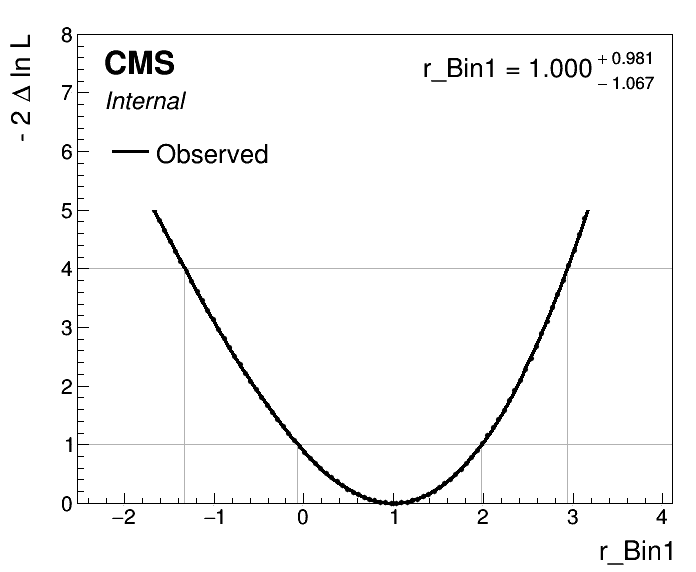 - 2 Δ ln L
8
CMS
r_Bin1 = 1.000 + 0.981 − 1.067
7
Internal
6
Observed
5
4
3
2
1
0
−2 −1 0 1 2 3 4
r_Bin1